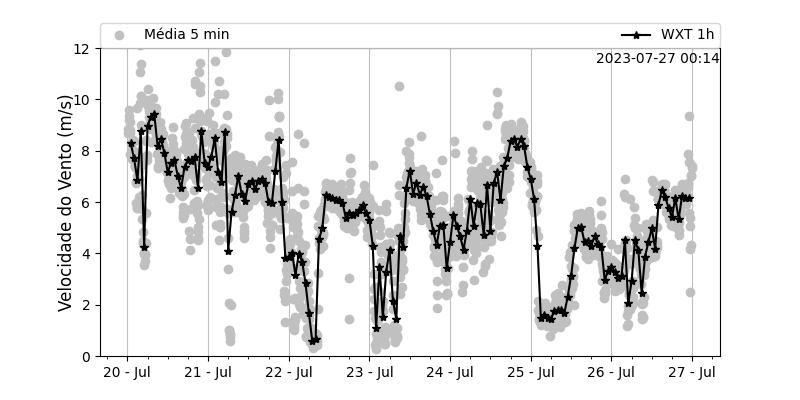 Média 5 min
WXT 1h
2023-07-27 00:14
Velocidade do Vento (m/s)
12
10
8
6
4
2
0
20 - Jul
21 - Jul
22 - Jul
23 - Jul
24 - Jul
25 - Jul
26 - Jul
27 - Jul